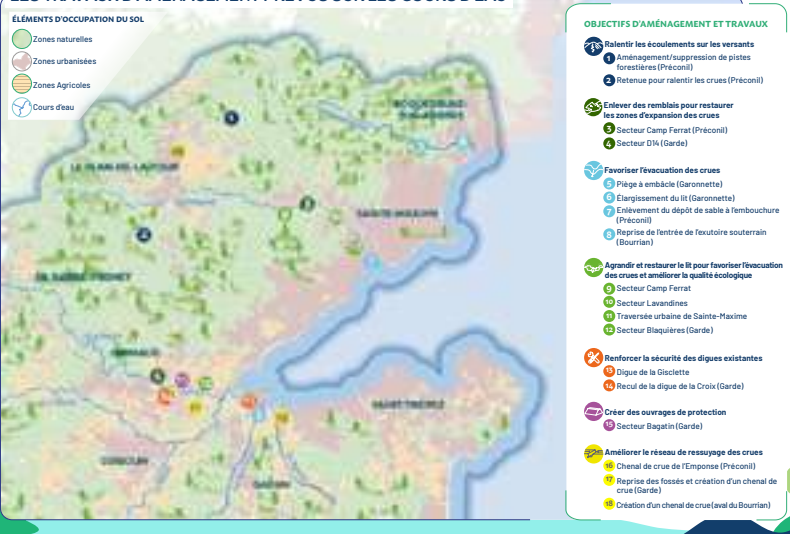 LES TRAVAUX D'AMÉNAGEMENT PRÉVUS SUR LES COURS D'EAU
ÉLÉMENTS D'OCCUPATION DU SOL
Zones naturelles
Zones urbanisées
Zones Agricoles
Cours d'eau
LE PLAN-DE-LA-TOUR
SAINTE-MAXIME
GRIMAUD
SAINT-TROPEZ
COGOLIN
GASSIN
OBJECTIFS D'AMÉNAGEMENT ET TRAVAUX
Ralentir les écoulements sur les versants
1 Aménagement/suppression de pistes
forestières (Préconil)
2 Retenue pour ralentir les crues (Préconil)
Enlever des remblais pour restaurer
les zones d'expansion des crues
3 Secteur Camp Ferrat (Préconil)
4 Secteur D14 (Garde)
Favoriser l'évacuation des crues
5 Piège à embâcle (Garonnette)
6 Élargissement du lit (Garonnette)
7 Enlèvement du dépôt de sable à l'embouchure
(Préconil)
8 Reprise de l'entrée de l'exutoire souterrain
(Bourrian)
Agrandir et restaurer le lit pour favoriser l'évacuation
des crues et améliorer la qualité écologique
9 Secteur Camp Ferrat
10 Secteur Lavandines
11 Traversée urbaine de Sainte-Maxime
12 Secteur Blaquières (Garde)
Renforcer la sécurité des digues existantes
13 Digue de la Gisclette
14 Recul de la digue de la Croix (Garde)
Créer des ouvrages de protection
15 Secteur Bagatin (Garde)
Améliorer le réseau de ressuyage des crues
16 Chenal de crue de l'Emponse (Préconil)
17 Reprise des fossés et création d'un chenal de
crue (Garde)
18 Création d'un chenal de crue (aval du Bourrian)